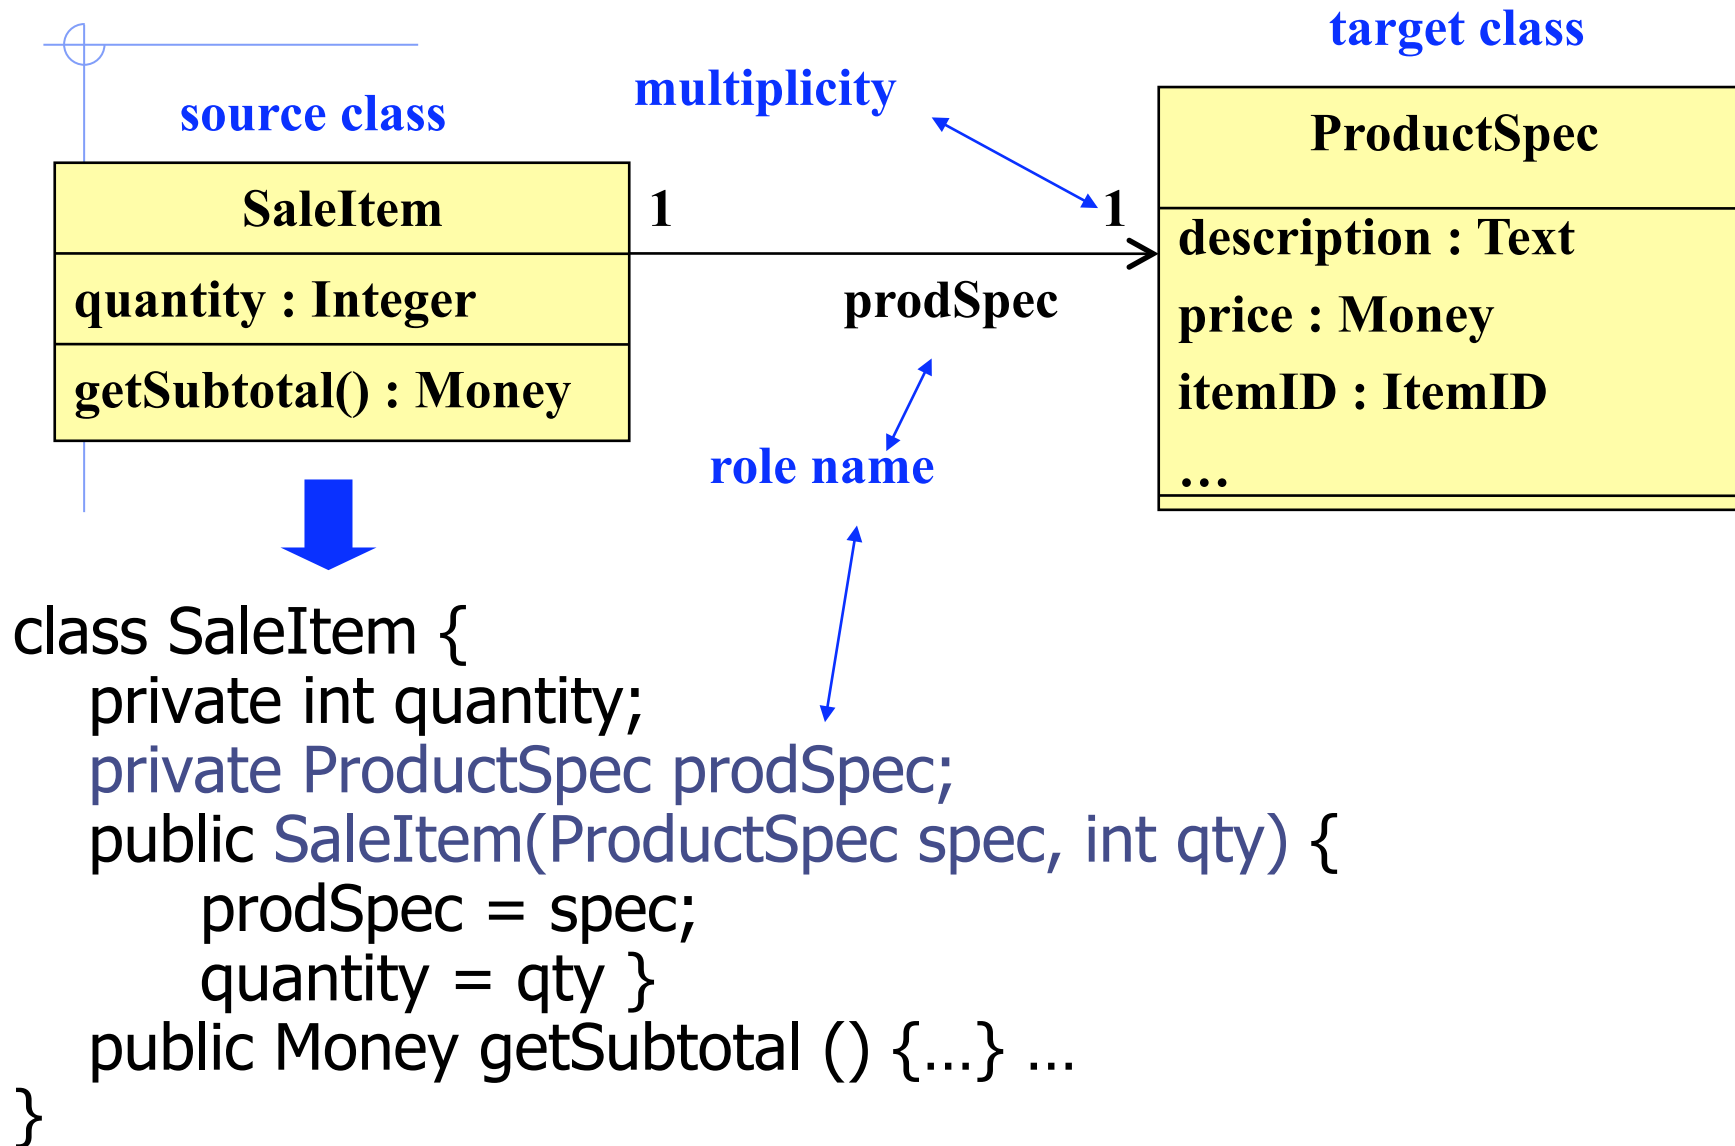 target class
multiplicity
source class
ProductSpec
SaleItem
1
1
description : Text
quantity : Integer
prodSpec
price : Money
getSubtotal() : Money
itemID : ItemID
role name
…
class SaleItem {
private int quantity;
private ProductSpec prodSpec;
public SaleItem(ProductSpec spec, int qty) {
prodSpec = spec;
quantity = qty }
public Money getSubtotal () {…} …
}